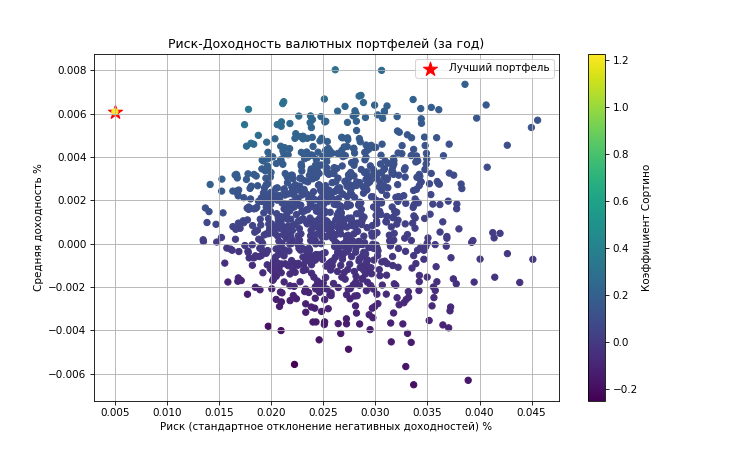 Риск-Доходность валютных портфелей (за год)
Лучший портфель
Средняя доходность %
0.008
0.006
0.004
0.002
0.000
−0.002
−0.004
−0.006
0.005 0.010 0.015 0.020 0.025 0.030 0.035 0.040 0.045
Риск (стандартное отклонение негативных доходностей) %
1.2
1.0
0.8
0.6
0.4
0.2
0.0
−0.2
Коэффициент Сортино